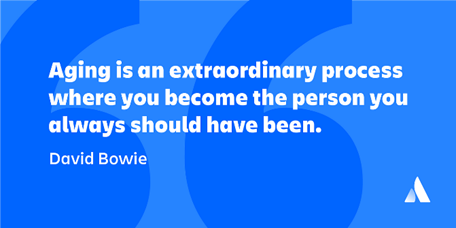 Aging is an extraordinary process
where you become the person you
always should have been.
David Bowie